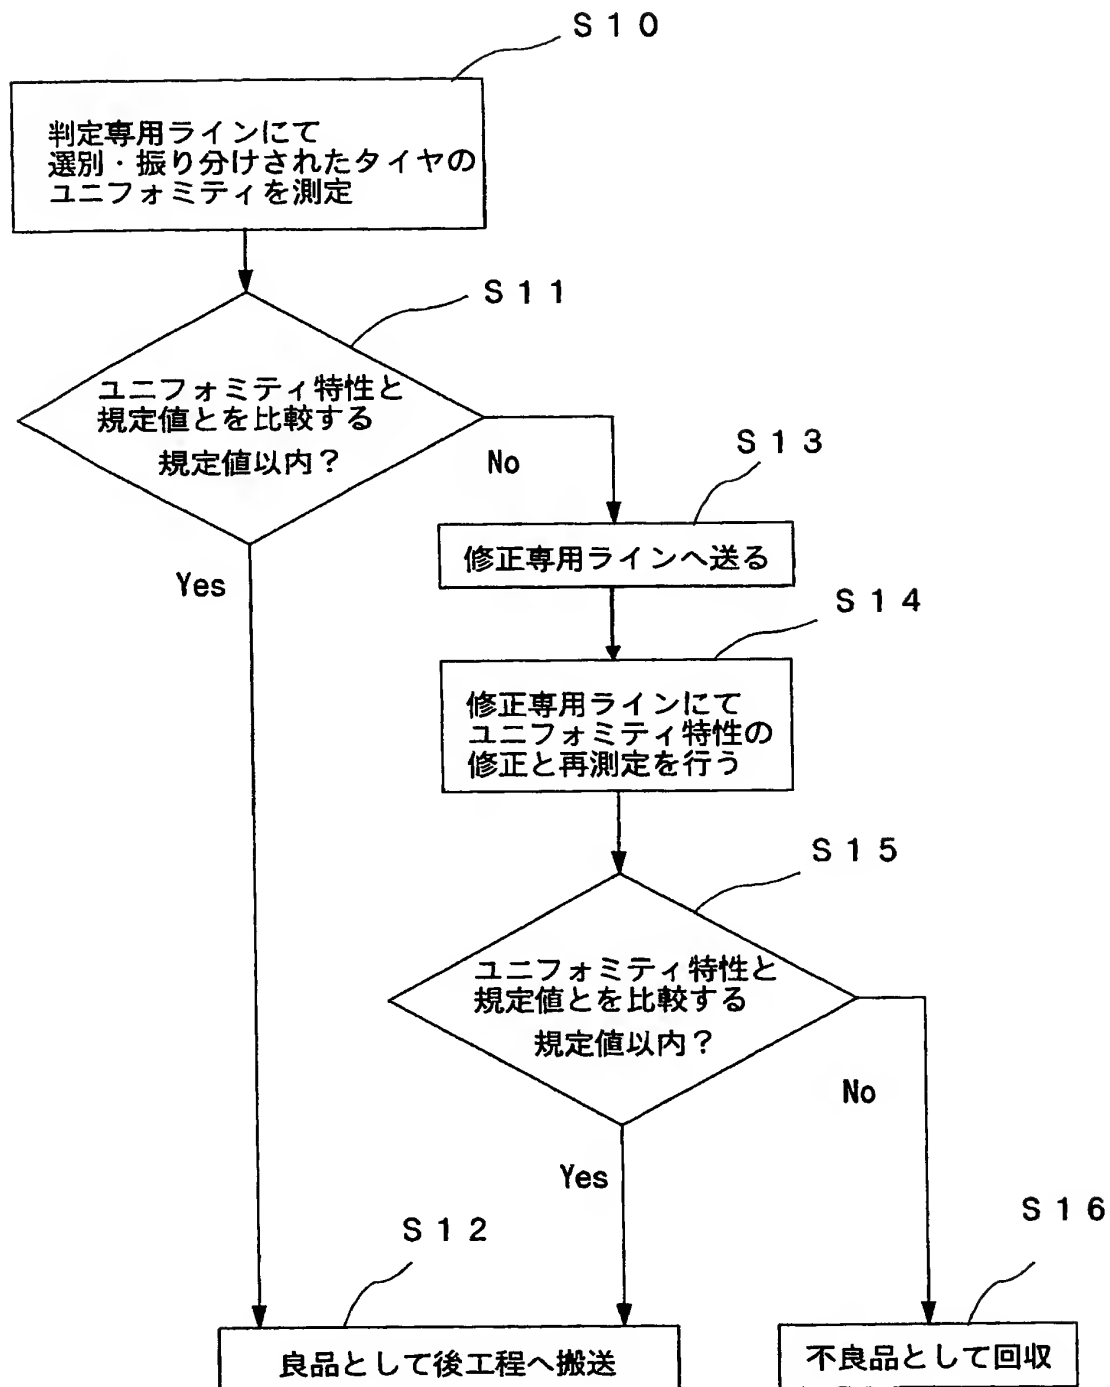 S10
判定専用ラインにて
選別・振り分けされたタイヤの
ユニフォミティを測定
S11
ユニフォミティ特性と
規定値とを比較する
規定値以内?
No
Yes
S13
修正専用ラインへ送る
S14
修正専用ラインにて
ユニフォミティ特性の
修正と再測定を行う
S15
ユニフォミティ特性と
規定値とを比較する
規定値以内?
No
Yes
S12
良品として後工程へ搬送
S16
不良品として回収